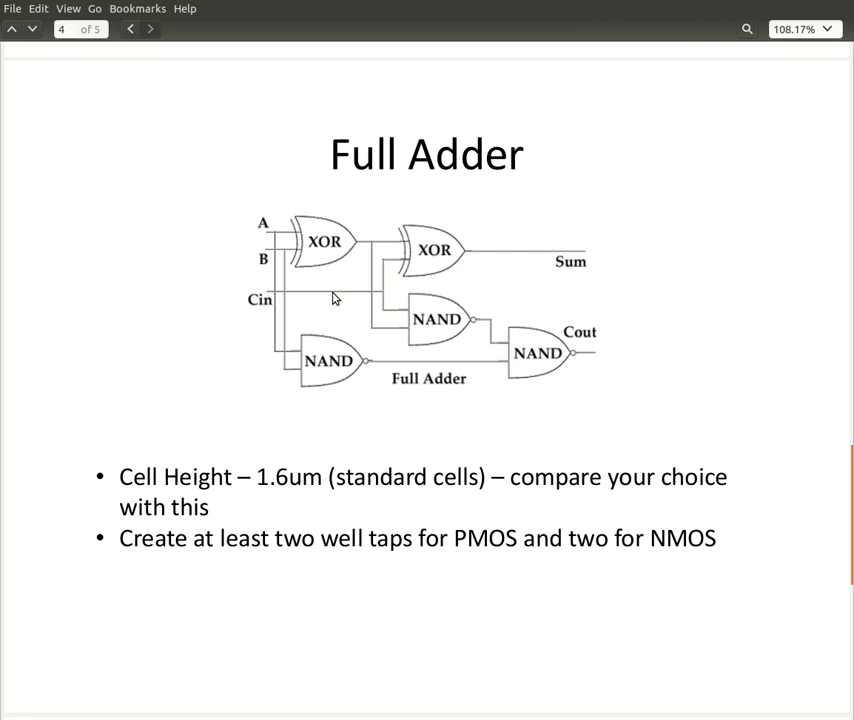 File Edit View Go Bookmarks Help
4 of 5
108.17%
Full Adder
A
XOR
XOR
B
Sum
Cin
NAND
Cout
NAND
NAND
Full Adder
• Cell Height – 1.6um (standard cells) – compare your choice
with this
• Create at least two well taps for PMOS and two for NMOS